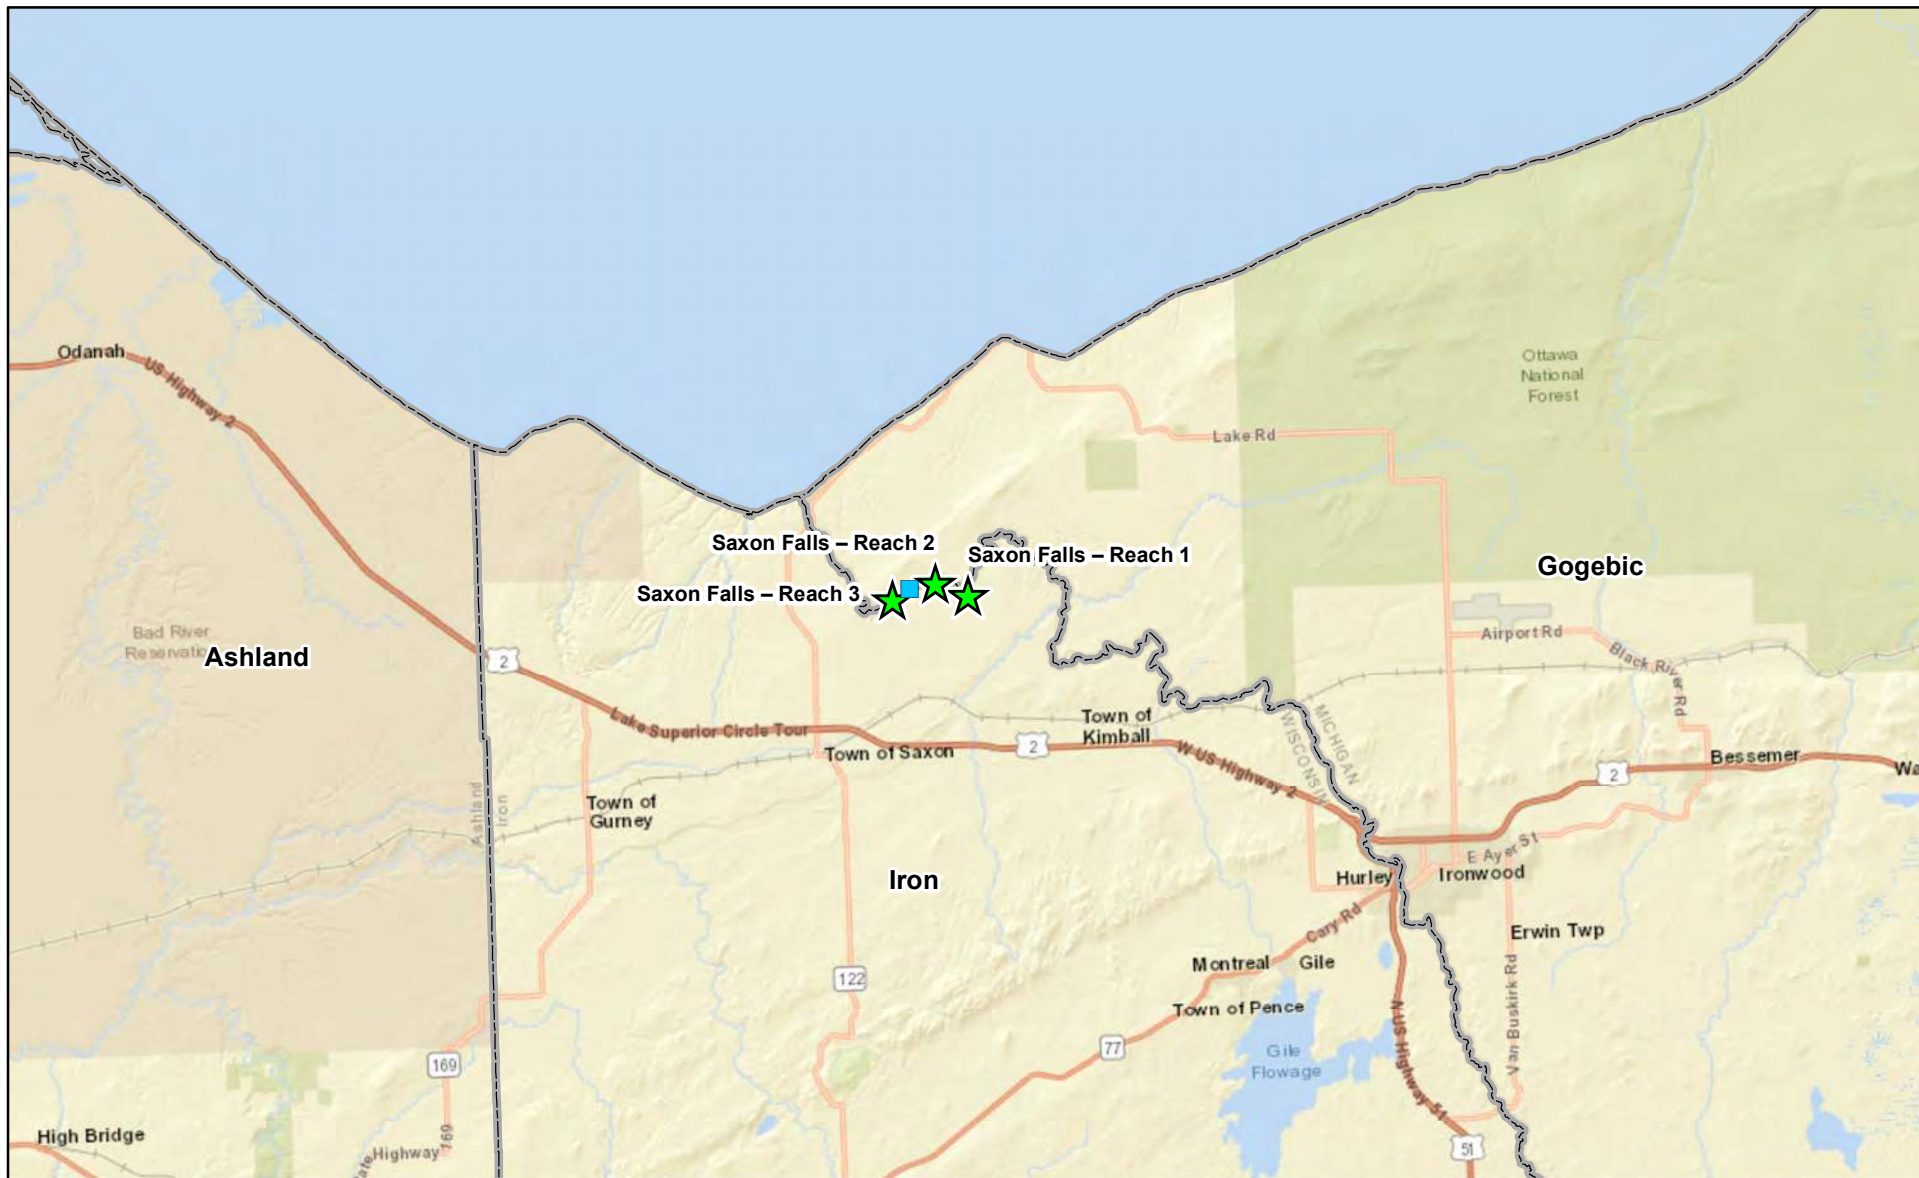 Odanah
US Highway 2
Ottawa
National
Forest
Lake Rd
Saxon Falls – Reach 2
Saxon Falls – Reach 1
Saxon Falls – Reach 3
Gogebic
Bad River
Reservatio
Ashland
2
Airport Rd
Black River Rd
Lake Superior Circle Tour
Town of
Kimball
MICHIGAN
WISCONSIN
Town of Saxon
2
W US Highway 2
Bessemer
2
Wa
Ashland
Iron
Town of
Gurney
E Ayer St
Iron
Hurley
Ironwood
Cary Rd
Erwin Twp
Montreal
Gile
122
Town of Pence
Van Buskirk Rd
77
Gile
Flowage
N US Highway 51
169
High Bridge
ate Highway 169
51